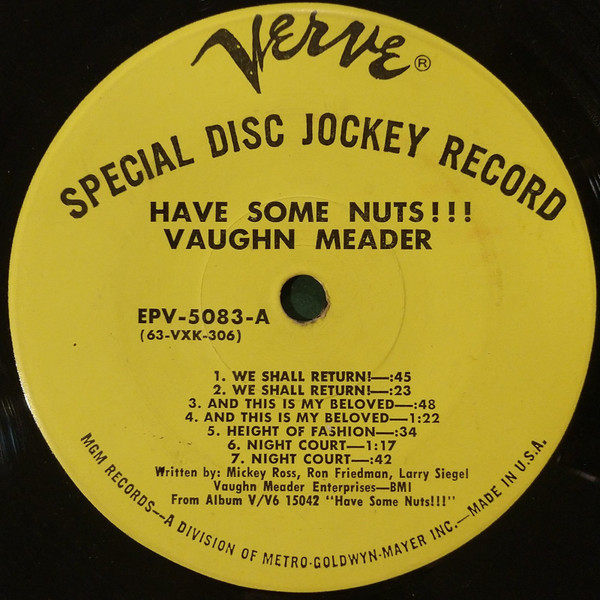 VERVE®
SPECIAL DISC JOCKEY RECORD
HAVE SOME NUTS!!!
VAUGHN MEADER
EPV-5083-A
(63-VXK-306)
1. WE SHALL RETURN!—:45
2. WE SHALL RETURN!—:23
3. AND THIS IS MY BELOVED—:48
4. AND THIS IS MY BELOVED—1:22
5. HEIGHT OF FASHION—:34
6. NIGHT COURT—1:17
7. NIGHT COURT—:42
Written by: Mickey Ross, Ron Friedman, Larry Siegel
Vaughn Meader Enterprises—BMI
From Album V/V6 15042 "Have Some Nuts!!!"
MGM RECORDS—A DIVISION OF METRO-GOLDWYN-MAYER INC.—MADE IN U.S.A.